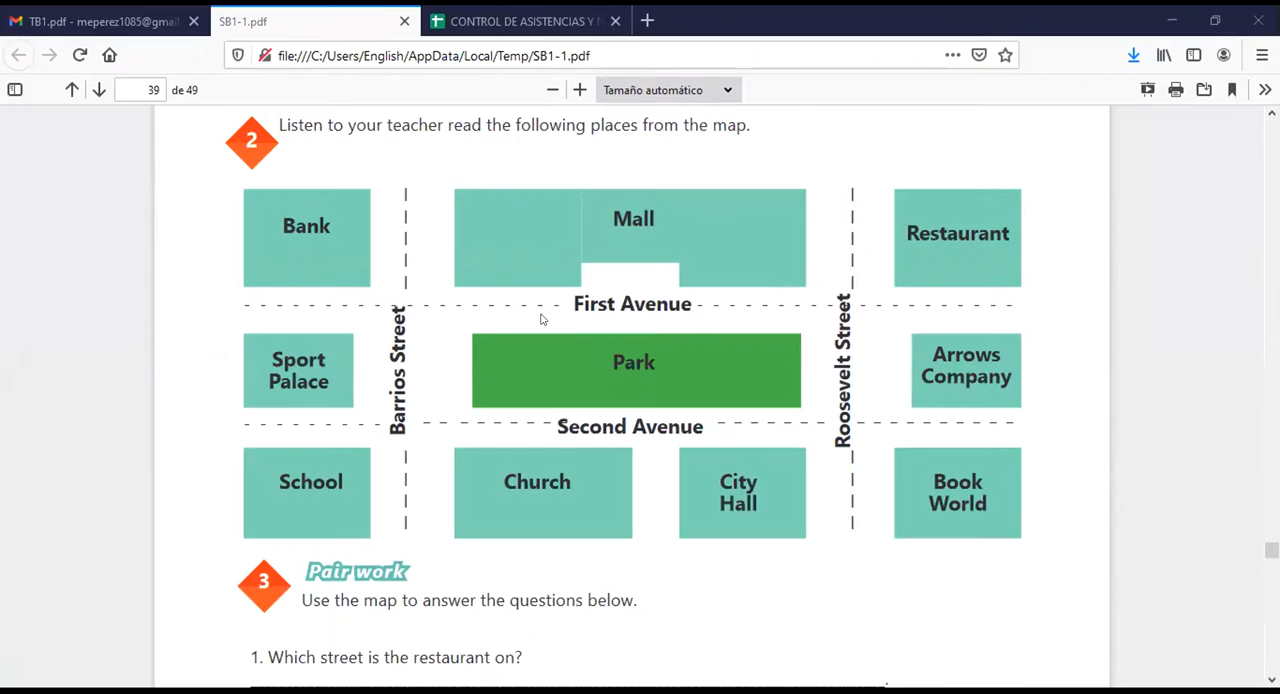 TB1.pdf - meperez1085@gmail
SB1-1.pdf
CONTROL DE ASISTENCIAS Y N
file:///C:/Users/English/AppData/Local/Temp/SB1-1.pdf
39 de 49
Tamaño automático
2
Listen to your teacher read the following places from the map.
Bank
Mall
Restaurant
First Avenue
Barrios Street
Roosevelt Street
Sport
Palace
Park
Arrows
Company
Second Avenue
School
Church
City
Hall
Book
World
3
Pair work
Use the map to answer the questions below.
1. Which street is the restaurant on?